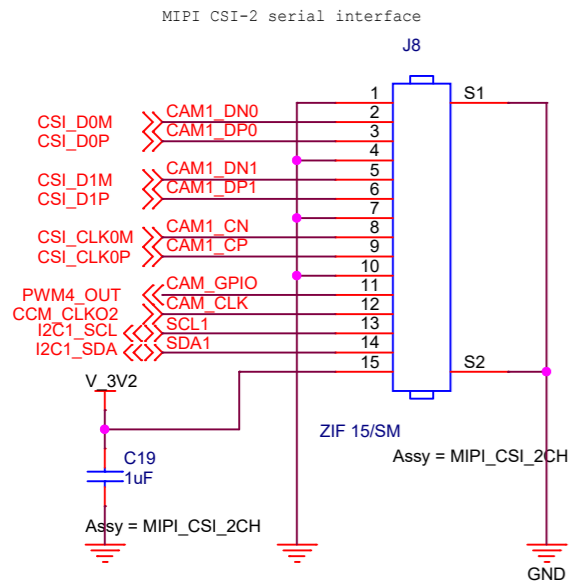 MIPI CSI-2 serial interface
J8
1 S1
CSI_D0M CAM1_DN0 2
CSI_D0P CAM1_DP0 3
4
CSI_D1M CAM1_DN1 5
CSI_D1P CAM1_DP1 6
7
CSI_CLK0M CAM1_CN 8
CSI_CLK0P CAM1_CP 9
10
PWM4_OUT CAM_GPIO 11
CCM_CLKO2 CAM_CLK 12
I2C1_SCL SCL1 13
I2C1_SDA SDA1 14
15 S2
V_3V2
ZIF 15/SM
C19
1uF
Assy = MIPI_CSI_2CH
Assy = MIPI_CSI_2CH
GND